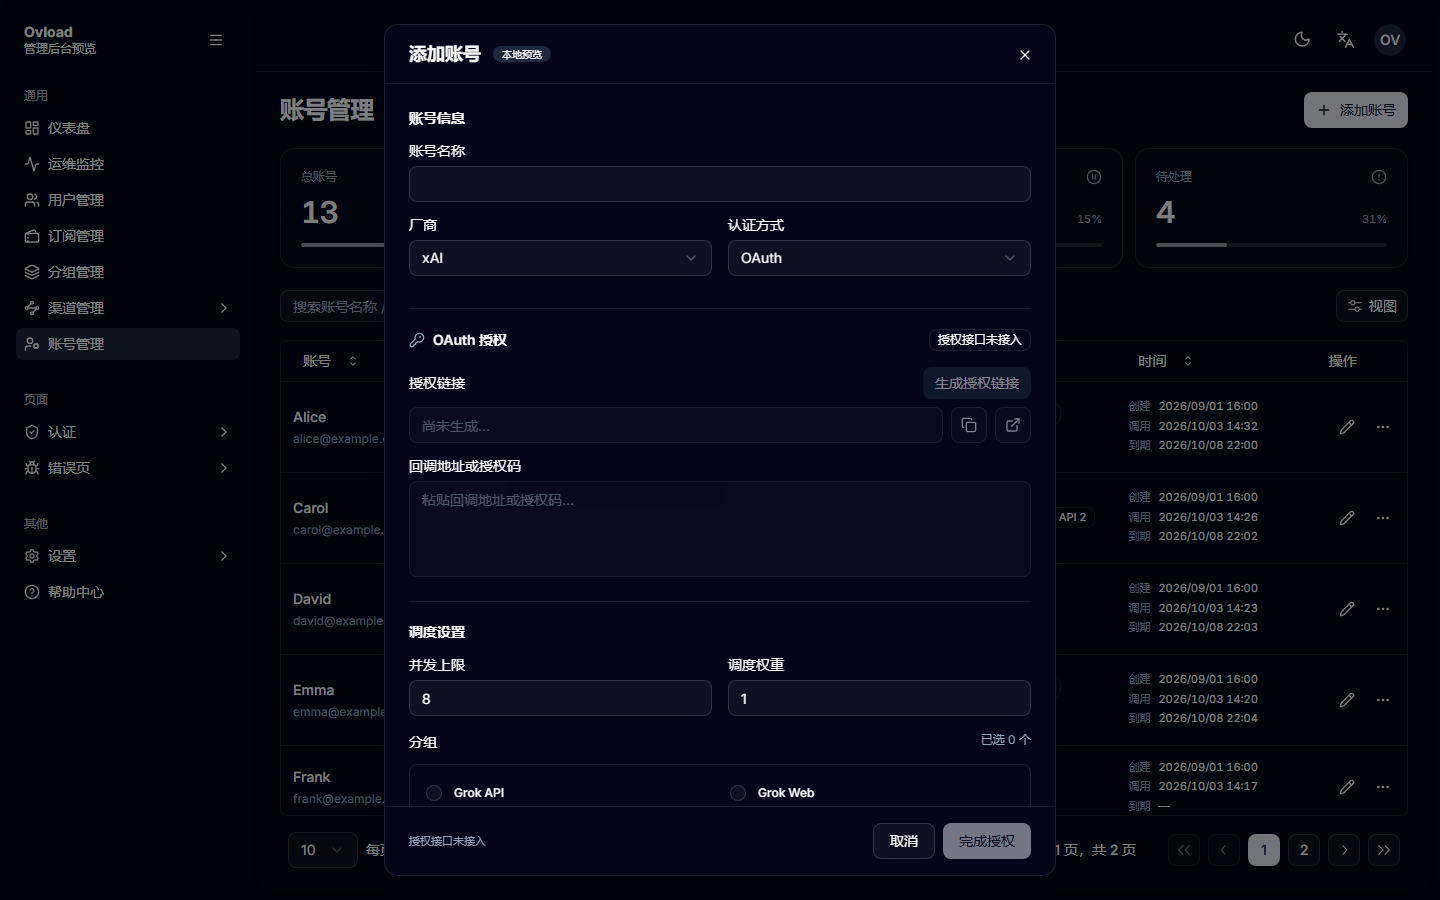 Ovload
管理后台预览
通用
仪表盘
运维监控
用户管理
订阅管理
分组管理
渠道管理
账号管理
页面
认证
错误页
其他
设置
帮助中心
OV
账号管理
添加账号
总账号
13
15%
待处理
4
31%
搜索账号名称 /
视图
账号
时间
操作
Alice
alice@example.
创建 2026/09/01 16:00
调用 2026/10/03 14:32
到期 2026/10/08 22:00
Carol
carol@example.
API 2
创建 2026/09/01 16:00
调用 2026/10/03 14:26
到期 2026/10/08 22:02
David
david@example
创建 2026/09/01 16:00
调用 2026/10/03 14:23
到期 2026/10/08 22:03
Emma
emma@example
创建 2026/09/01 16:00
调用 2026/10/03 14:20
到期 2026/10/08 22:04
Frank
frank@example.
创建 2026/09/01 16:00
调用 2026/10/03 14:17
到期 —
10
每页
1 页，共 2 页
1
2
添加账号
本地预览
账号信息
账号名称
厂商
认证方式
xAI
OAuth
OAuth 授权
授权接口未接入
授权链接
生成授权链接
尚未生成...
回调地址或授权码
粘贴回调地址或授权码...
调度设置
并发上限
调度权重
8
1
分组
已选 0 个
Grok API
Grok Web
授权接口未接入
取消
完成授权